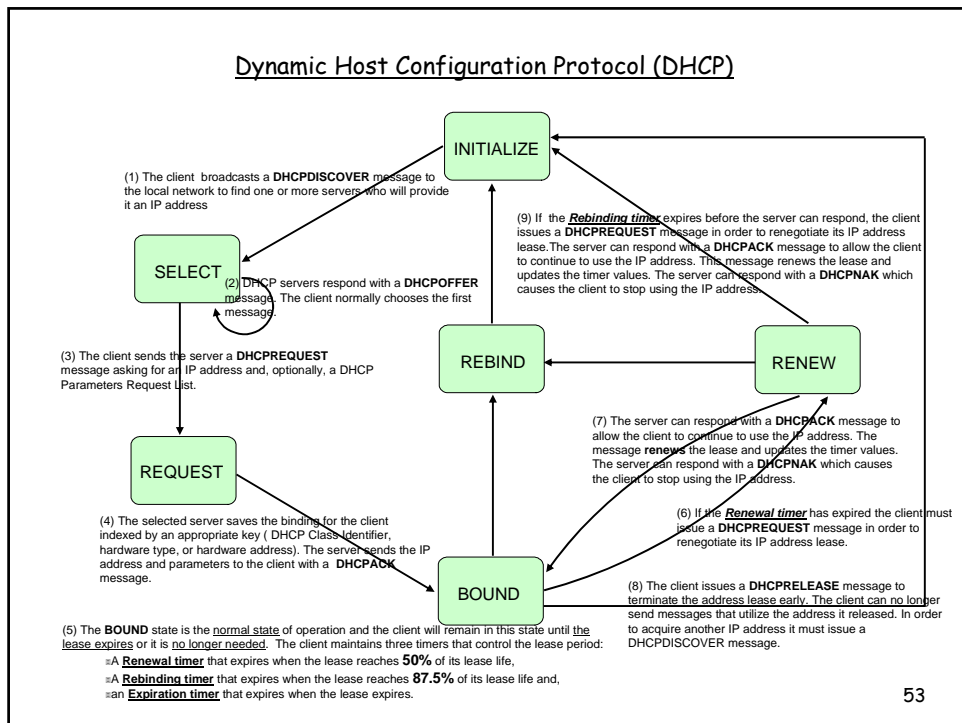 Dynamic Host Configuration Protocol (DHCP)
INITIALIZE
(1) The client broadcasts a DHCPDISCOVER message to
the local network to find one or more servers who will provide
it an IP address
(9) If the Rebinding timer expires before the server can respond, the client
issues a DHCPREQUEST message in order to renegotiate its IP address
lease.The server can respond with a DHCPACK message to allow the client
to continue to use the IP address. This message renews the lease and
updates the timer values. The server can respond with a DHCPNAK which
causes the client to stop using the IP address.
SELECT
(2) DHCP servers respond with a DHCPOFFER
message. The client normally chooses the first
message.
(3) The client sends the server a DHCPREQUEST
message asking for an IP address and, optionally, a DHCP
Parameters Request List.
REBIND
RENEW
(7) The server can respond with a DHCPACK message to
allow the client to continue to use the IP address. The
message renews the lease and updates the timer values.
The server can respond with a DHCPNAK which causes
the client to stop using the IP address.
REQUEST
(6) If the Renewal timer has expired the client must
issue a DHCPREQUEST message in order to
renegotiate its IP address lease.
(4) The selected server saves the binding for the client
indexed by an appropriate key ( DHCP Class Identifier,
hardware type, or hardware address). The server sends the IP
address and parameters to the client with a DHCPACK
message.
BOUND
(8) The client issues a DHCPRELEASE message to
terminate the address lease early. The client can no longer
send messages that utilize the address it released. In order
to acquire another IP address it must issue a
DHCPDISCOVER message.
(5) The BOUND state is the normal state of operation and the client will remain in this state until the
lease expires or it is no longer needed. The client maintains three timers that control the lease period:
A Renewal timer that expires when the lease reaches 50% of its lease life,
A Rebinding timer that expires when the lease reaches 87.5% of its lease life and,
an Expiration timer that expires when the lease expires.
53